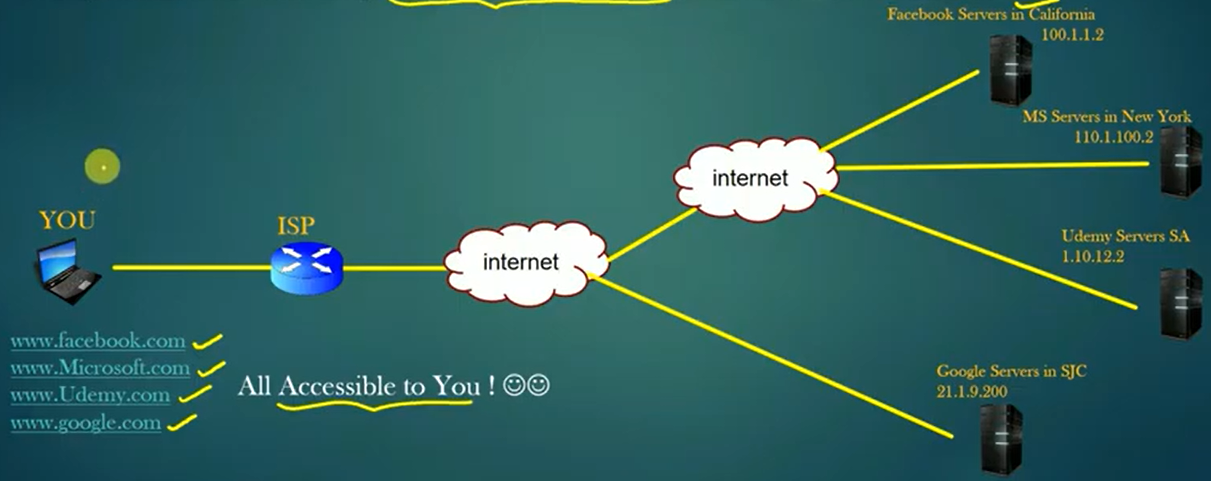 Facebook Servers in California
100.1.1.2
MS Servers in New York
110.1.100.2
internet
YOU
ISP
Udemy Servers SA
1.10.12.2
internet
www.facebook.com
www.Microsoft.com
www.Udemy.com
www.google.com
All Accessible to You ! ☺☺
Google Servers in SJC
21.1.9.200